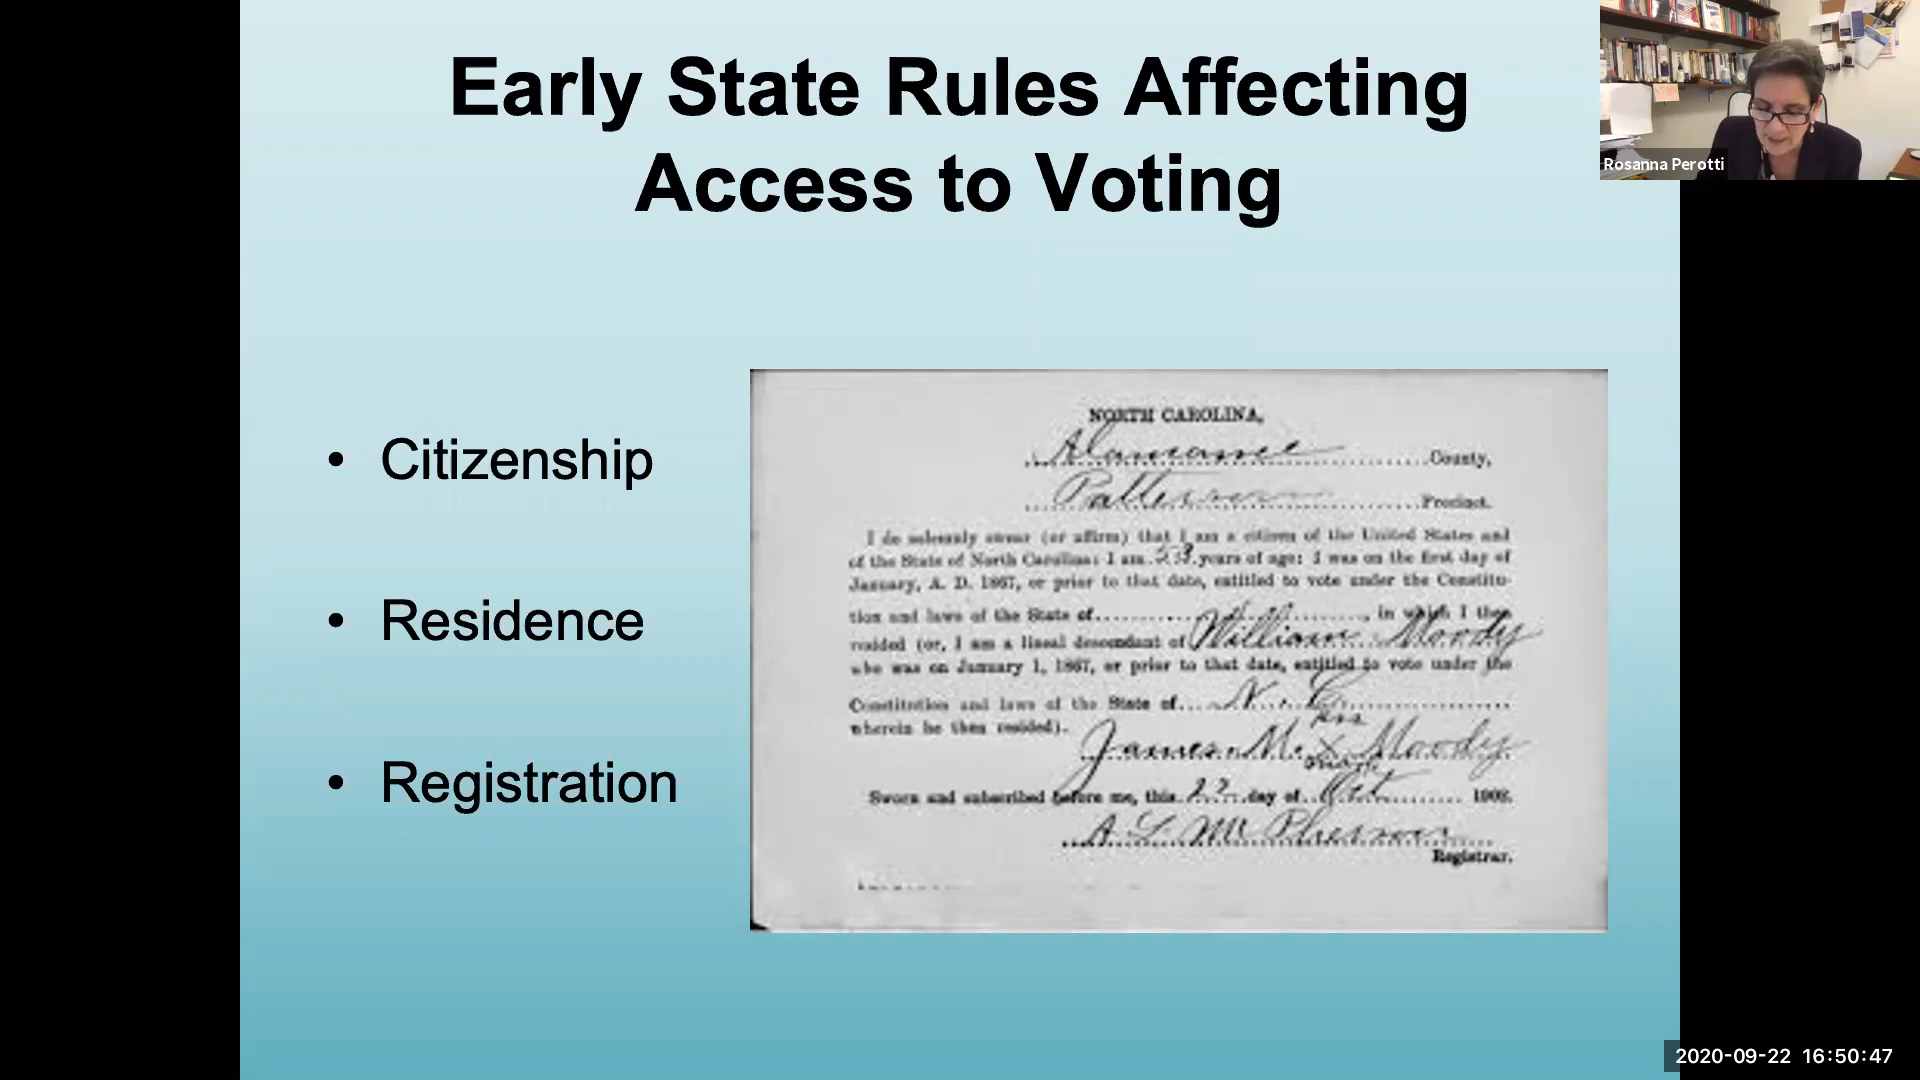 Early State Rules Affecting
Access to Voting
Rosanna Perotti
• Citizenship
• Residence
• Registration
NORTH CAROLINA,
Alamance County,
Patterson Precinct.
I do solemnly swear (or affirm) that I am a citizen of the United States and
of the State of North Carolina; I am 53 years of age; I was on the first day of
January, A. D. 1867, or prior to that date, entitled to vote under the Constitu-
tion and laws of the State of, in which I then
resided (or, I am a lineal descendant of William Moody
who was on January 1, 1867, or prior to that date, entitled to vote under the
Constitution and laws of the State of N. C.
wherein he then resided).
his
James M. X Moody
mark
Sworn and subscribed before me, this 22 day of Oct 1902.
A L McPherson
Registrar.
2020-09-22 16:50:47